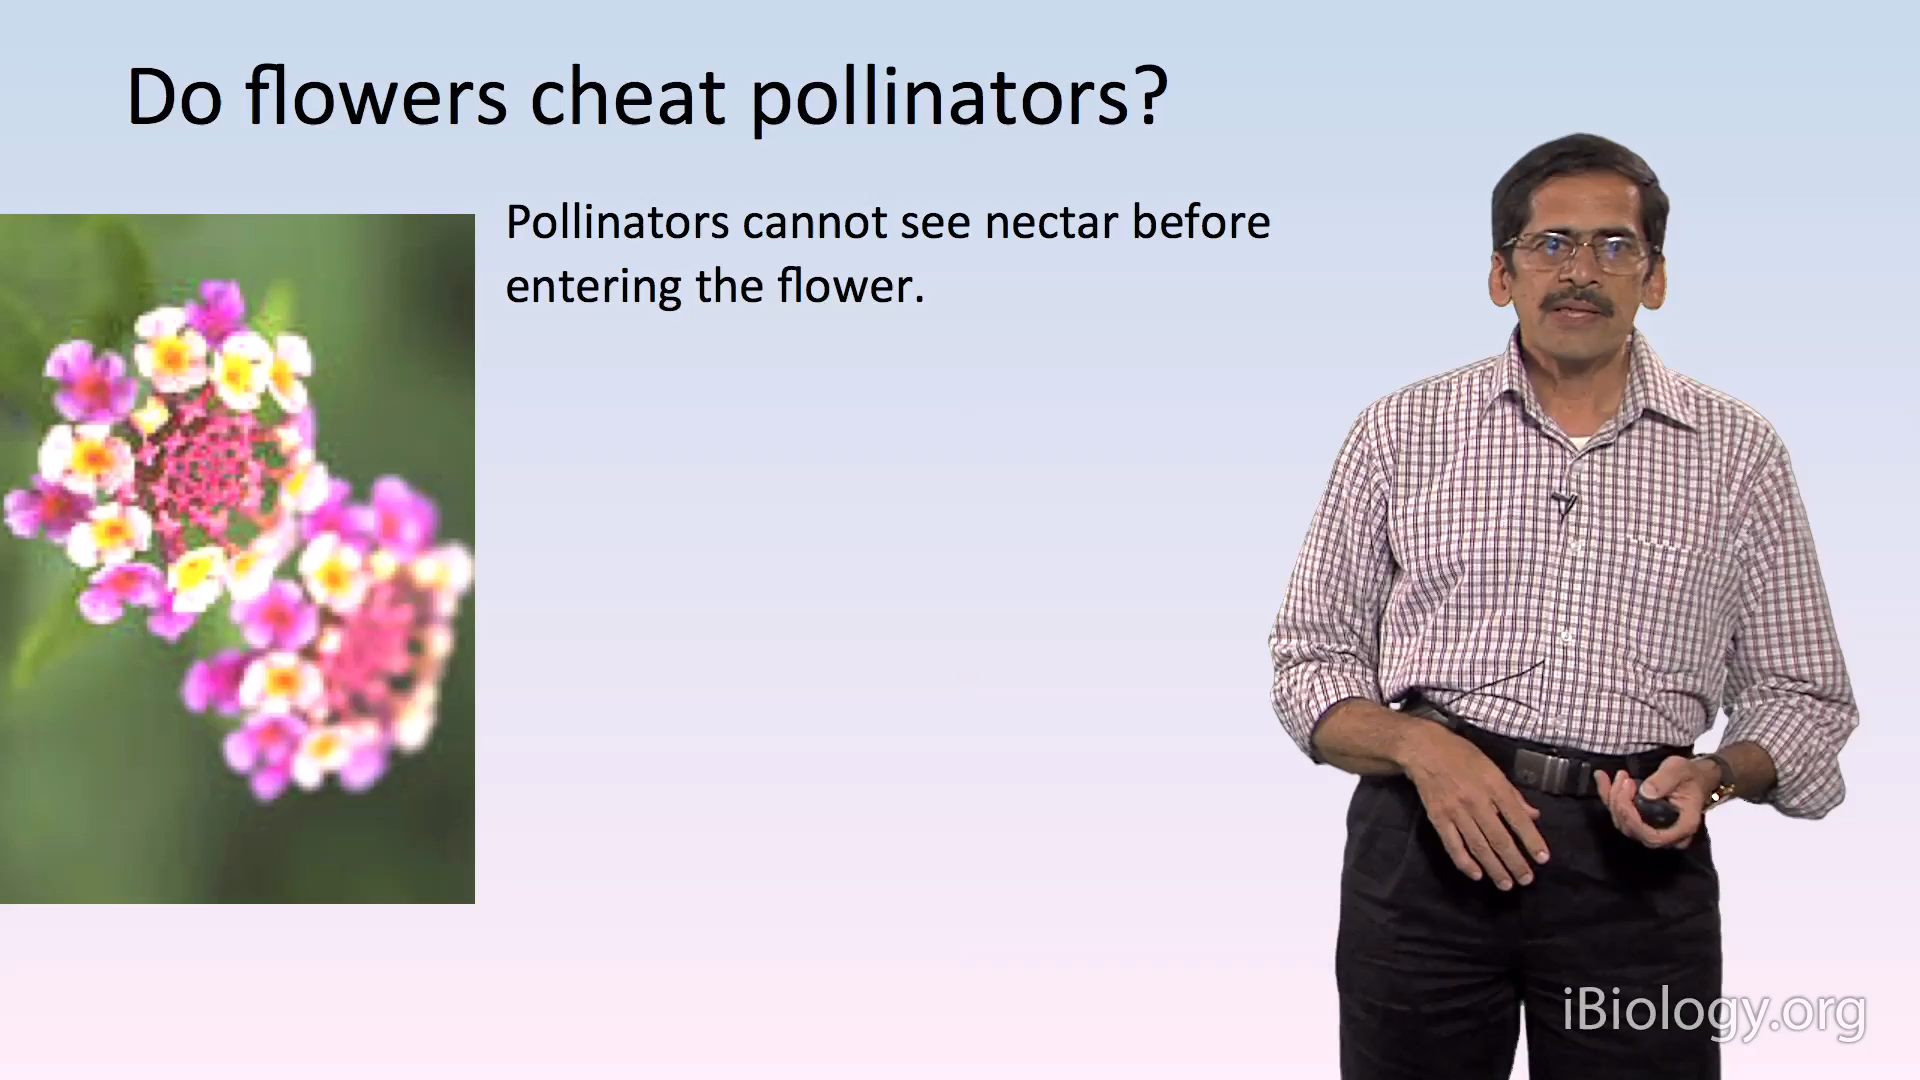 Do flowers cheat pollinators?
Pollinators cannot see nectar before
entering the flower.
iBiology.org